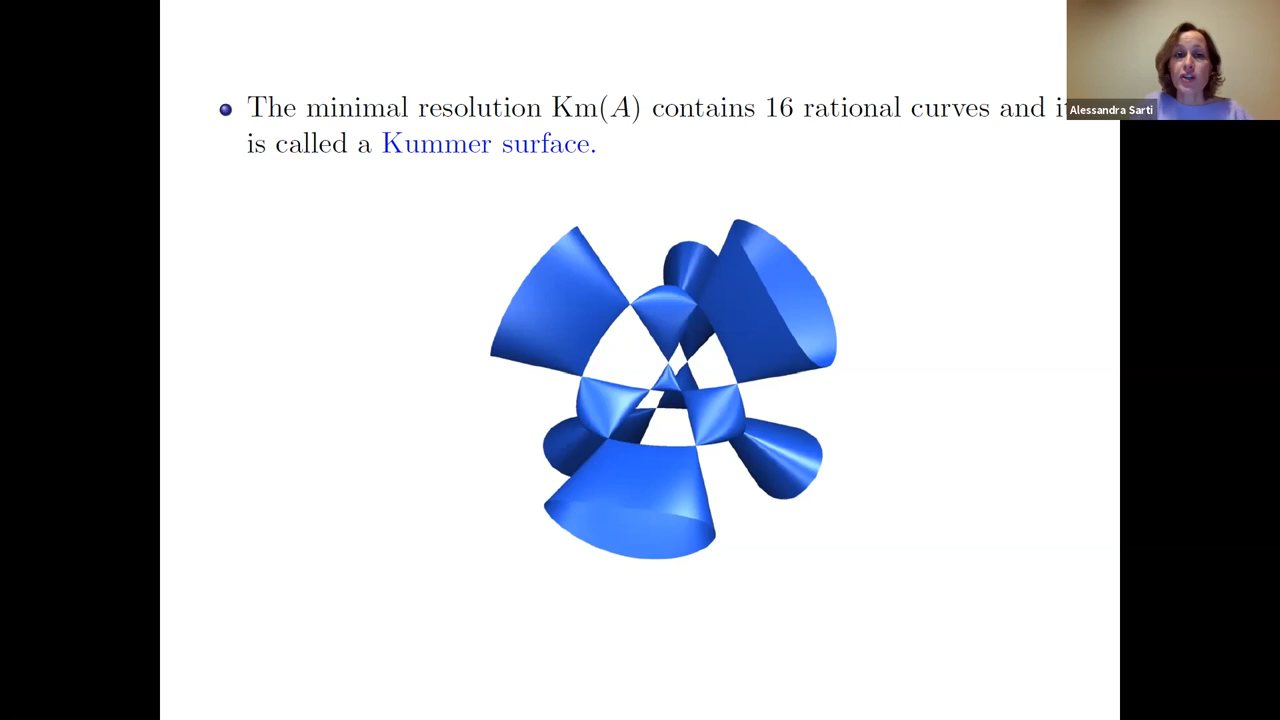 The minimal resolution Km(A) contains 16 rational curves and
is called a Kummer surface.
Alessandra Sarti